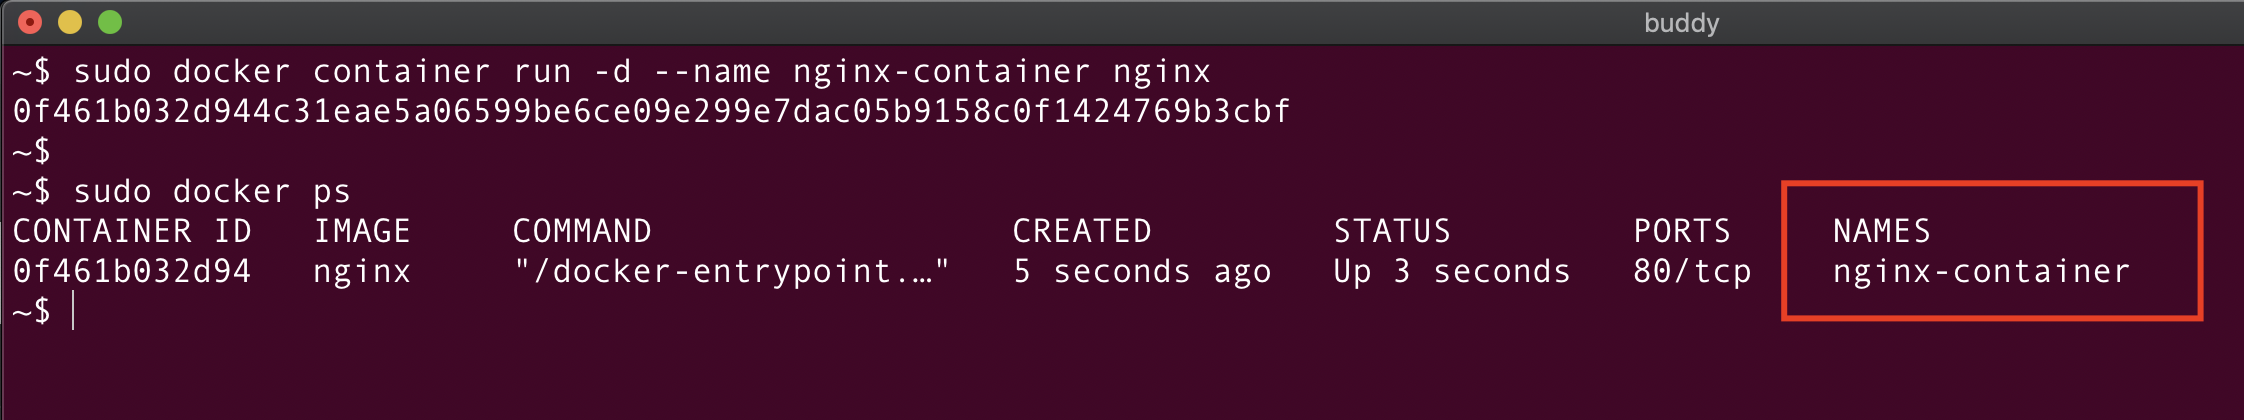 buddy
~$ sudo docker container run -d --name nginx-container nginx
0f461b032d944c31eae5a06599be6ce09e299e7dac05b9158c0f1424769b3cbf
~$
~$ sudo docker ps
CONTAINER ID   IMAGE     COMMAND                  CREATED         STATUS         PORTS     NAMES
0f461b032d94   nginx     "/docker-entrypoint.…"   5 seconds ago   Up 3 seconds   80/tcp    nginx-container
~$